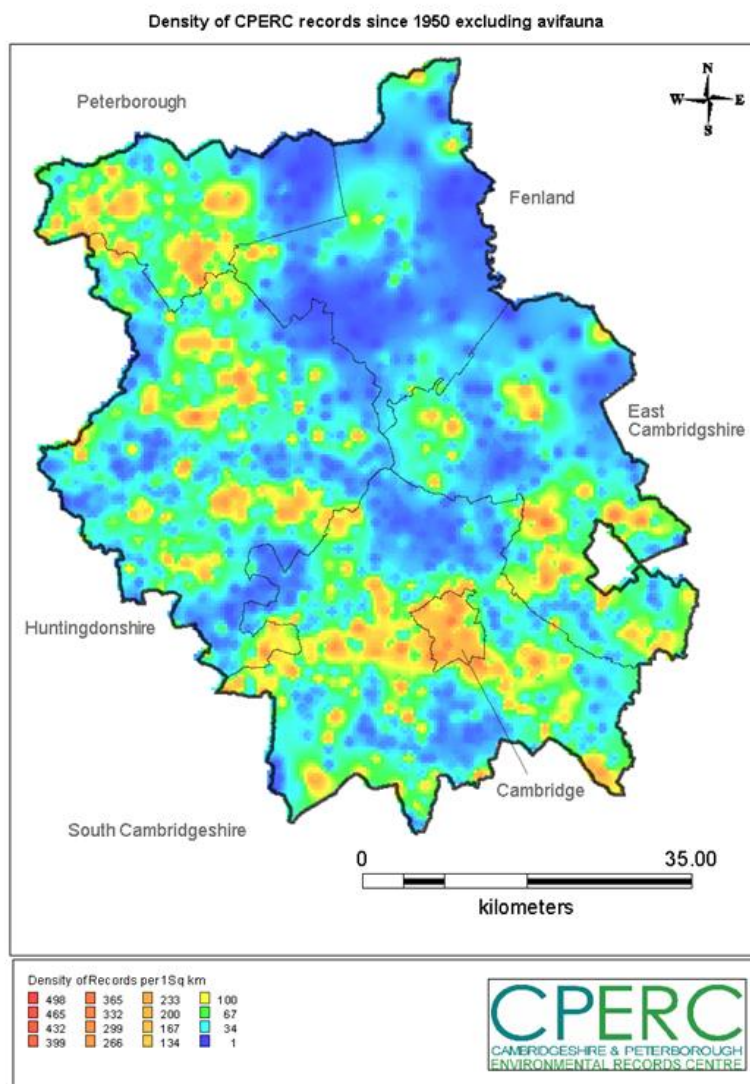 Density of CPERC records since 1950 excluding avifauna
Peterborough
N
W E
S
Fenland
East
Cambridgshire
Huntingdonshire
Cambridge
South Cambridgeshire
0 35.00
kilometers
Density of Records per 1Sq km
498 365 233 100
465 332 200 67
432 299 167 34
399 266 134 1
CPERC
CAMBRIDGESHIRE & PETERBOROUGH
ENVIRONMENTAL RECORDS CENTRE